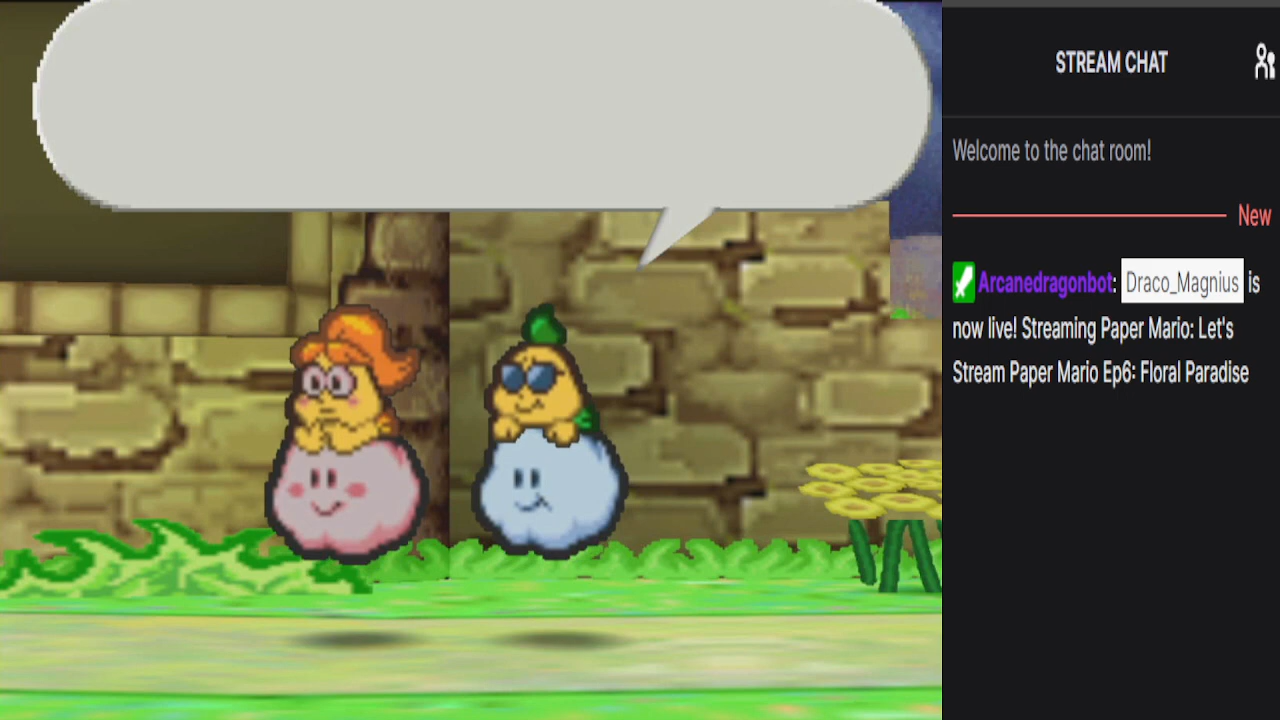 STREAM CHAT
Welcome to the chat room!
New
Arcanedragonbot: Draco_Magnius is
now live! Streaming Paper Mario: Let's
Stream Paper Mario Ep6: Floral Paradise